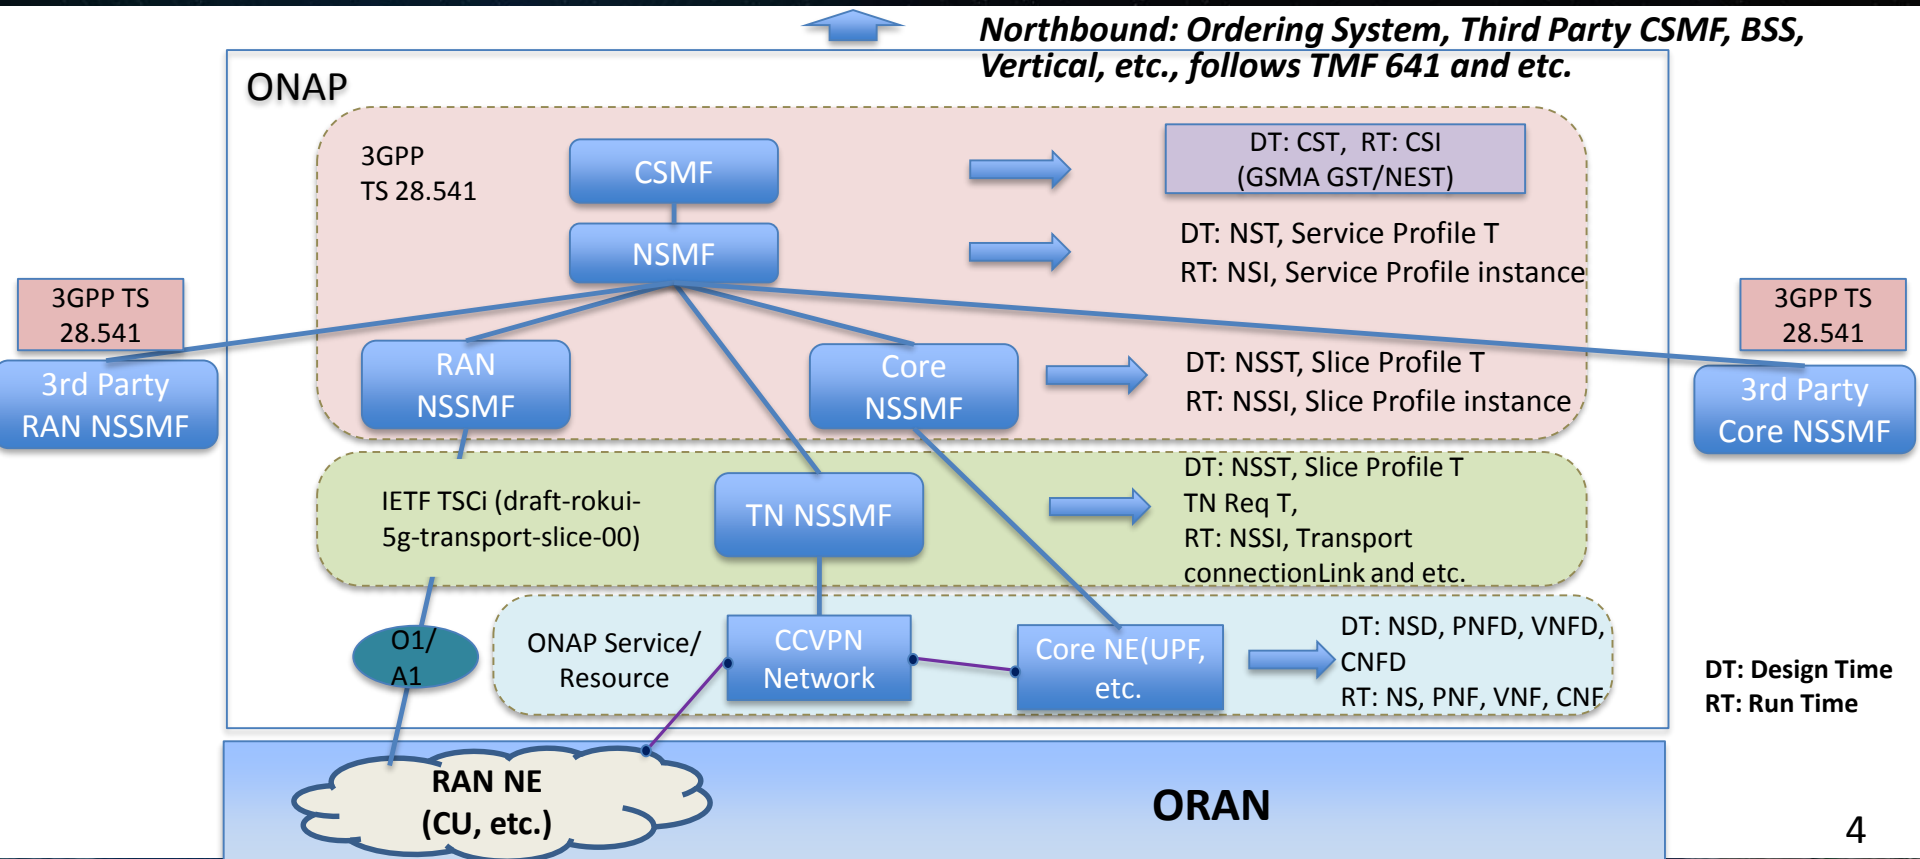 Northbound: Ordering System, Third Party CSMF, BSS,
Vertical, etc., follows TMF 641 and etc.
ONAP
3GPP
TS 28.541
CSMF
DT: CST, RT: CSI
(GSMA GST/NEST)
NSMF
DT: NST, Service Profile T
RT: NSI, Service Profile instance
3GPP TS
28.541
3rd Party
RAN NSSMF
RAN
NSSMF
Core
NSSMF
DT: NSST, Slice Profile T
RT: NSSI, Slice Profile instance
3GPP TS
28.541
3rd Party
Core NSSMF
IETF TSCi (draft-rokui-
5g-transport-slice-00)
TN NSSMF
DT: NSST, Slice Profile T
TN Req T,
RT: NSSI, Transport
connectionLink and etc.
O1/
A1
ONAP Service/
Resource
CCVPN
Network
Core NE(UPF,
etc.
DT: NSD, PNFD, VNFD,
CNFD
RT: NS, PNF, VNF, CNF
DT: Design Time
RT: Run Time
RAN NE
(CU, etc.)
ORAN
4